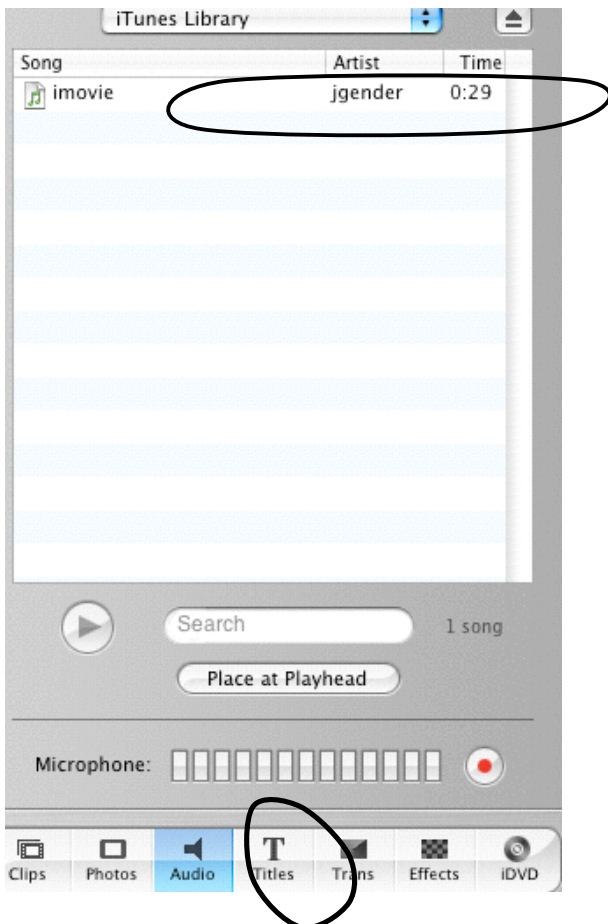 iTunes Library
Song Artist Time
imovie jgender 0:29
Search 1 song
Place at Playhead
Microphone:
T
Clips Photos Audio Titles Trans Effects iDVD